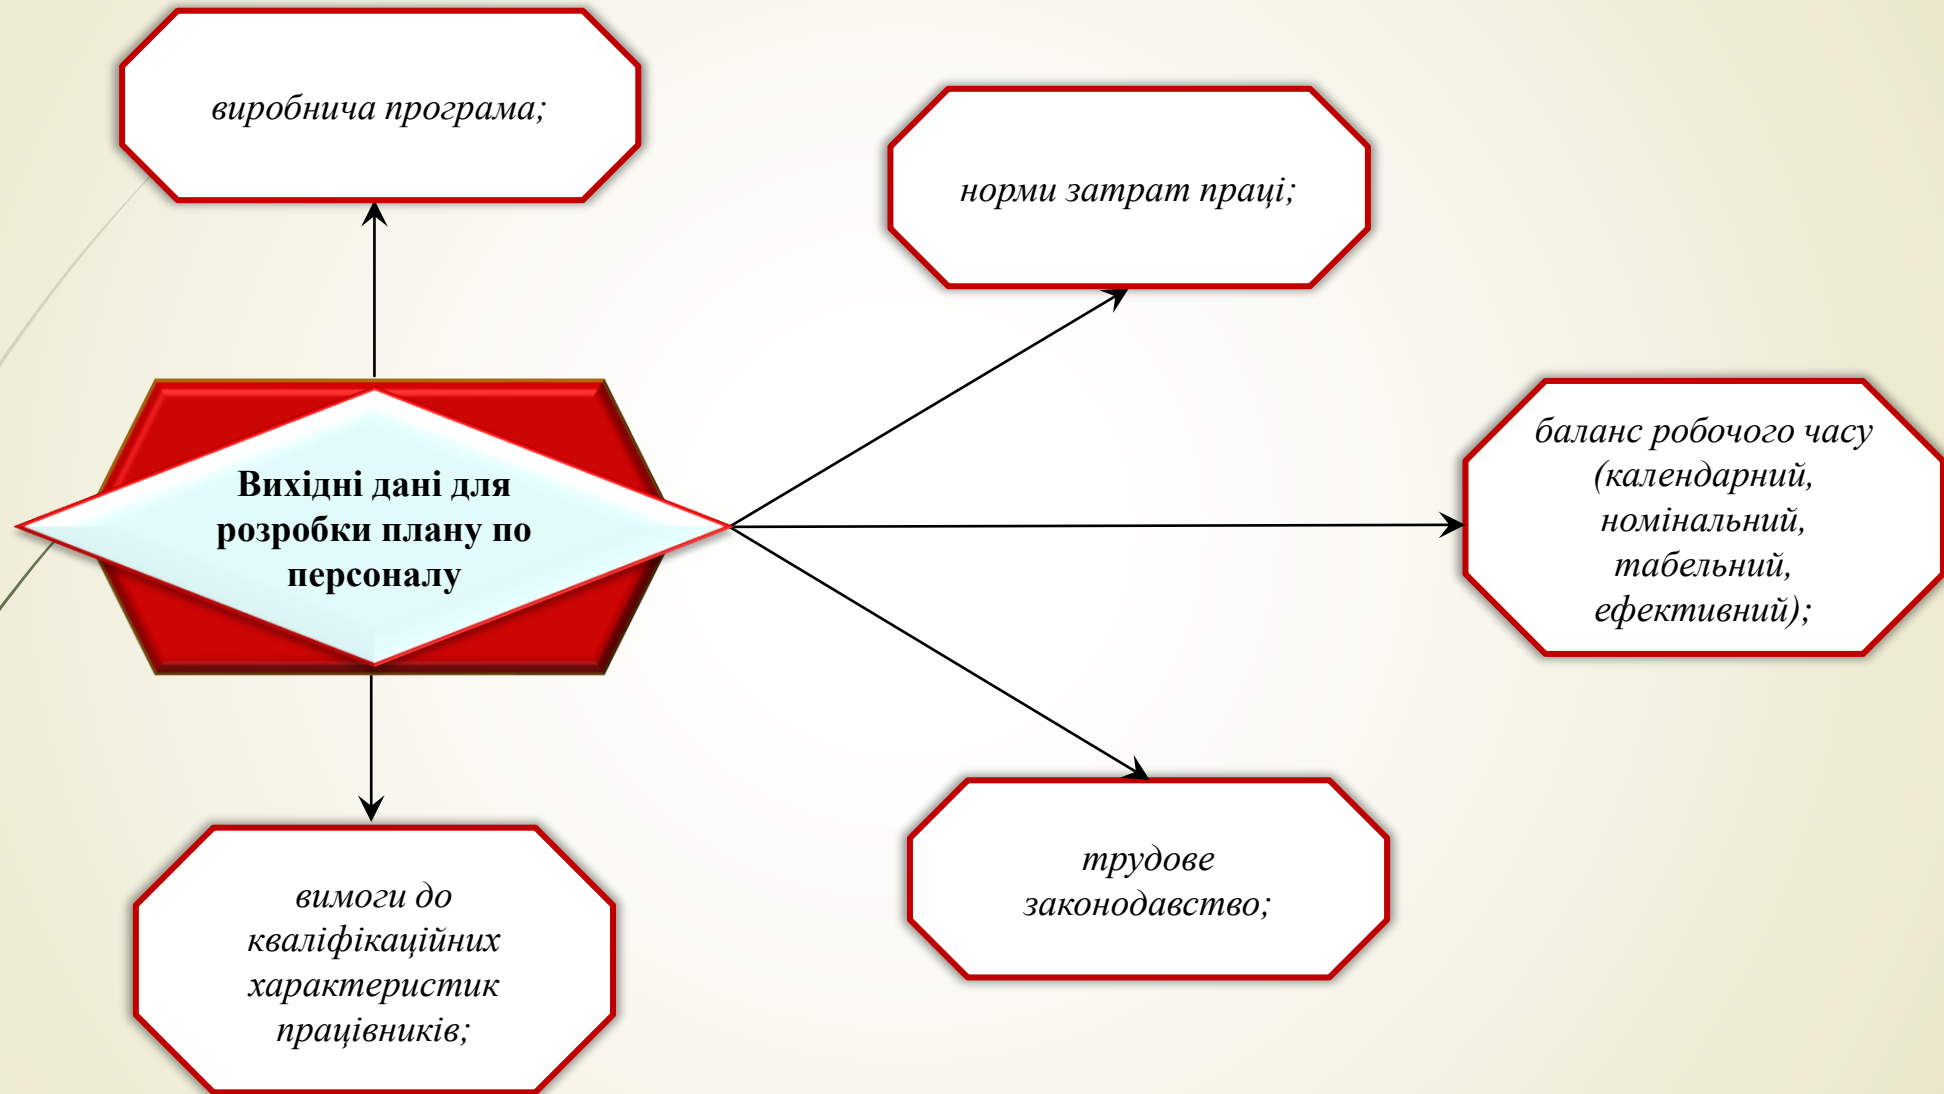 виробнича програма;
норми затрат праці;
Вихідні дані для
розробки плану по
персоналу
баланс робочого часу
(календарний,
номінальний,
табельний,
ефективний);
трудове
законодавство;
вимоги до
кваліфікаційних
характеристик
працівників;